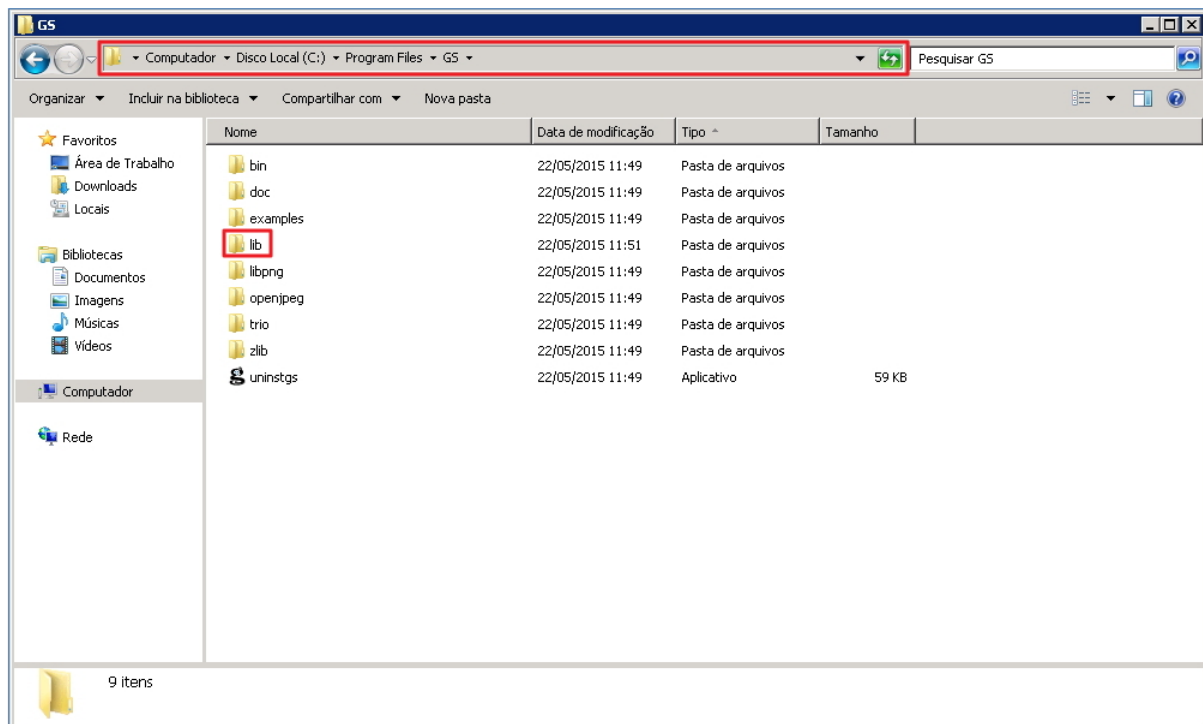 GS
Computador Disco Local (C:) Program Files GS
Pesquisar GS
Organizar Incluir na biblioteca Compartilhar com Nova pasta
Favoritos
Área de Trabalho
Downloads
Locais
Bibliotecas
Documentos
Imagens
Músicas
Vídeos
Computador
Rede
Nome Data de modificação Tipo Tamanho
bin 22/05/2015 11:49 Pasta de arquivos
doc 22/05/2015 11:49 Pasta de arquivos
examples 22/05/2015 11:49 Pasta de arquivos
lib 22/05/2015 11:51 Pasta de arquivos
libpng 22/05/2015 11:49 Pasta de arquivos
openjpeg 22/05/2015 11:49 Pasta de arquivos
trio 22/05/2015 11:49 Pasta de arquivos
zlib 22/05/2015 11:49 Pasta de arquivos
uninstgs 22/05/2015 11:49 Aplicativo 59 KB
9 itens